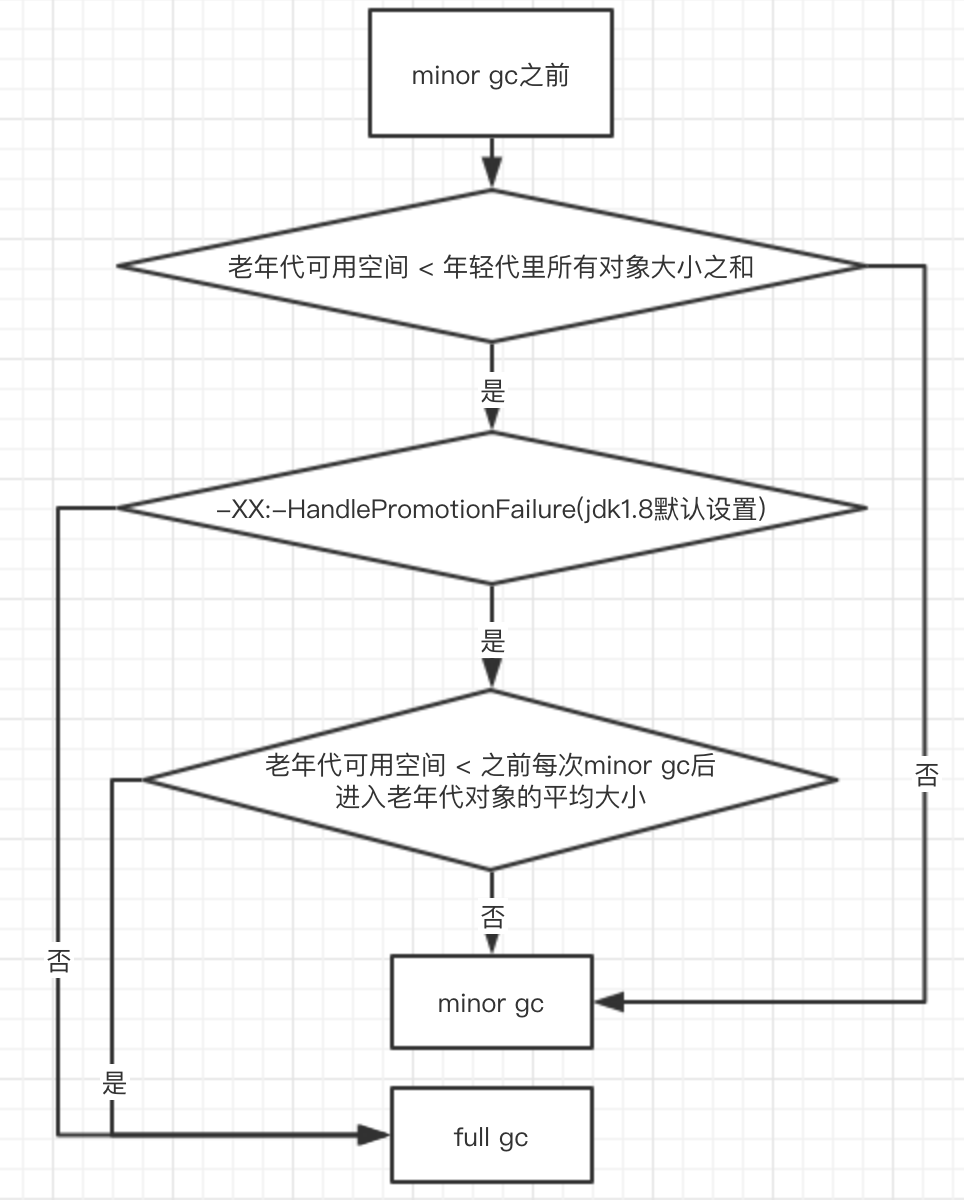 minor gc之前
老年代可用空间 < 年轻代里所有对象大小之和
是
-XX:-HandlePromotionFailure(jdk1.8默认设置)
是
老年代可用空间 < 之前每次minor gc后
进入老年代对象的平均大小
否
否
minor gc
否
是
full gc